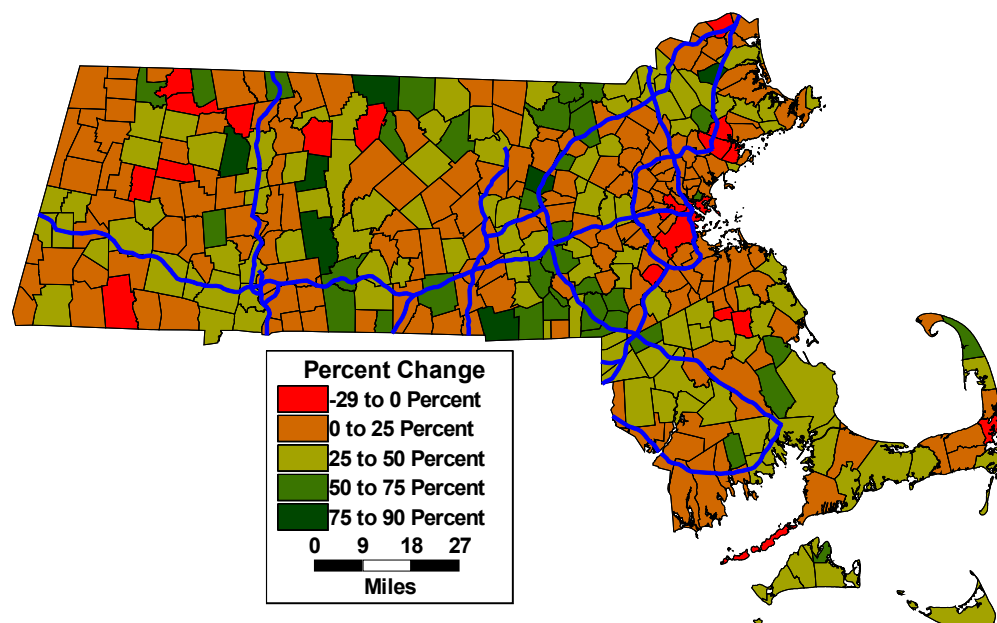 Percent Change
-29 to 0 Percent
0 to 25 Percent
25 to 50 Percent
50 to 75 Percent
75 to 90 Percent
0 9 18 27
Miles